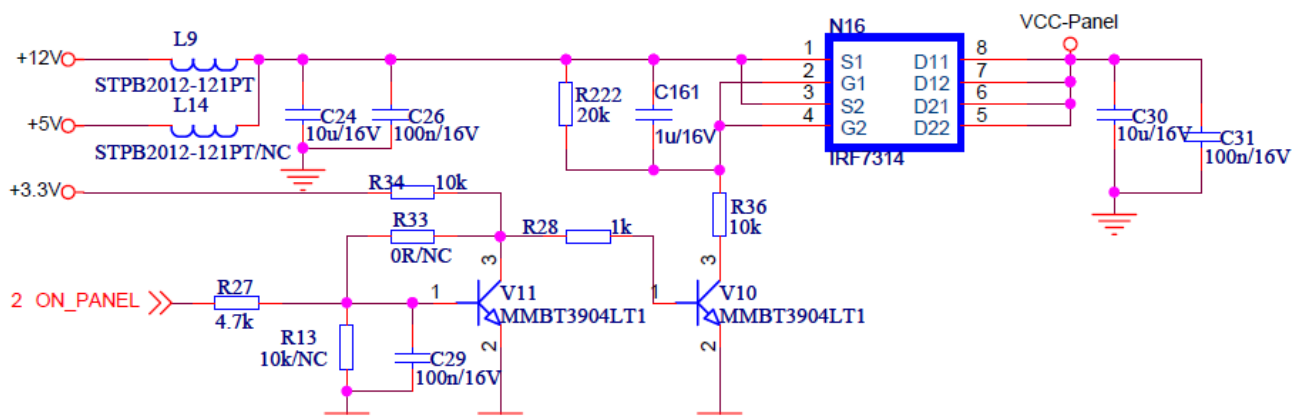 VCC-Panel
L9
N16
+12V
1 S1 D11 8
STPB2012-121PT
2 G1 D12 7
L14
R222
20k
C161
1u/16V
3 S2 D21 6
C24
10u/16V
C26
100n/16V
4 G2 D22 5
C30
10u/16V
C31
100n/16V
+5V
STPB2012-121PT/NC
IRF7314
+3.3V
R34 10k
R33
0R/NC
R28 1k
R36
10k
3
3
2 ON_PANEL
R27
4.7k
1
V11
MMBT3904LT1
1
V10
MMBT3904LT1
R13
10k/NC
C29
100n/16V
2
2